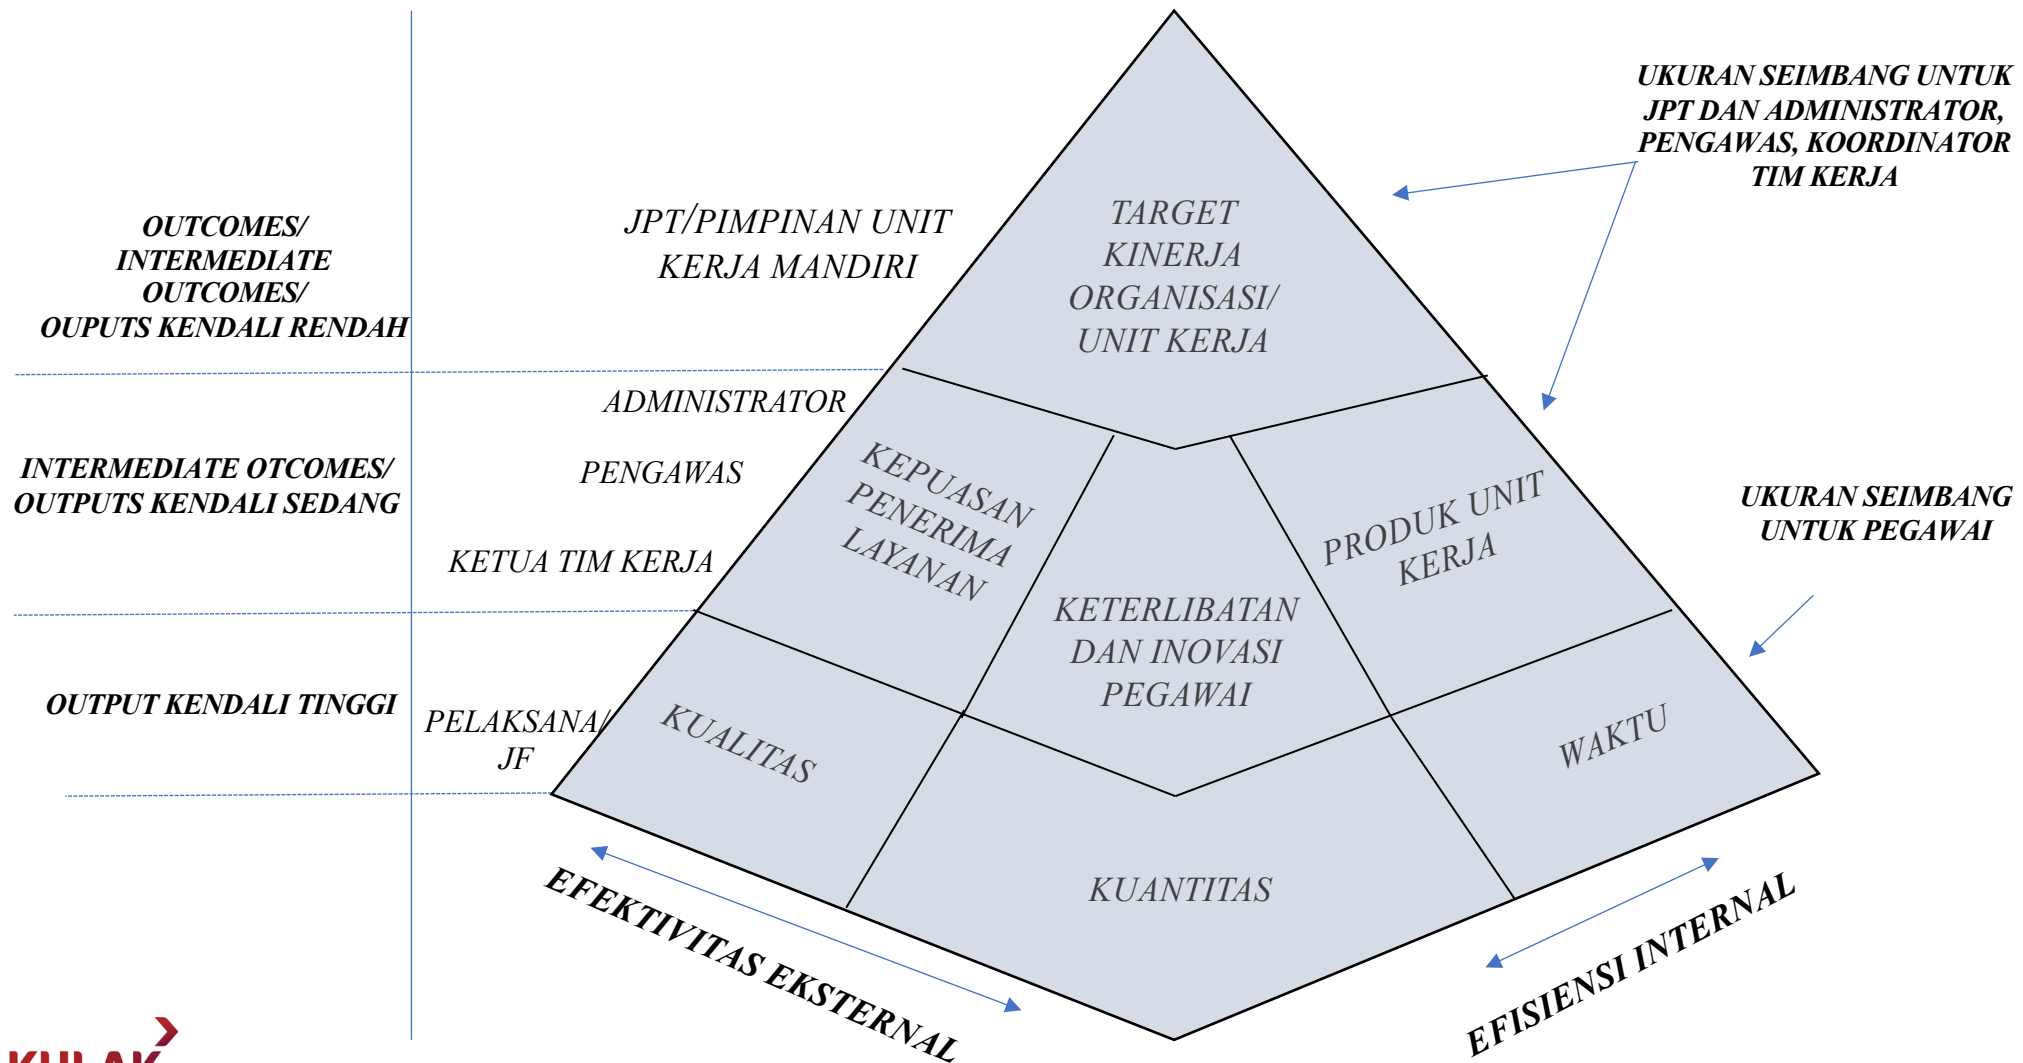 OUTCOMES/
INTERMEDIATE
OUTCOMES/
OUPUTS KENDALI RENDAH
INTERMEDIATE OTCOMES/
OUTPUTS KENDALI SEDANG
OUTPUT KENDALI TINGGI
JPT/PIMPINAN UNIT
KERJA MANDIRI
ADMINISTRATOR
PENGAWAS
KETUA TIM KERJA
PELAKSANA/
JF
TARGET
KINERJA
ORGANISASI/
UNIT KERJA
KEPUASAN
PENERIMA
LAYANAN
KETERLIBATAN
DAN INOVASI
PEGAWAI
PRODUK UNIT
KERJA
KUALITAS
KUANTITAS
WAKTU
UKURAN SEIMBANG UNTUK
JPT DAN ADMINISTRATOR,
PENGAWAS, KOORDINATOR
TIM KERJA
UKURAN SEIMBANG
UNTUK PEGAWAI
EFEKTIVITAS EKSTERNAL
EFISIENSI INTERNAL